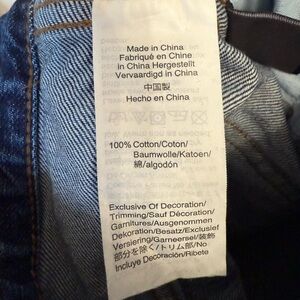 Made in China
Fabriqué en Chine
in China Hergestellt
Vervaardigd in China
中国製
Hecho en China
100% Cotton/Coton/
Baumwolle/Katoen/
綿/algodón
Exclusive Of Decoration/
Trimming/Sauf Décoration/
Garnitures/Ausgenommen
Dekoration/Besatz/Exclusief
Versiering/Garneersel/装飾
部分を除く/トリム部/No
Incluye Decoración/Ribete